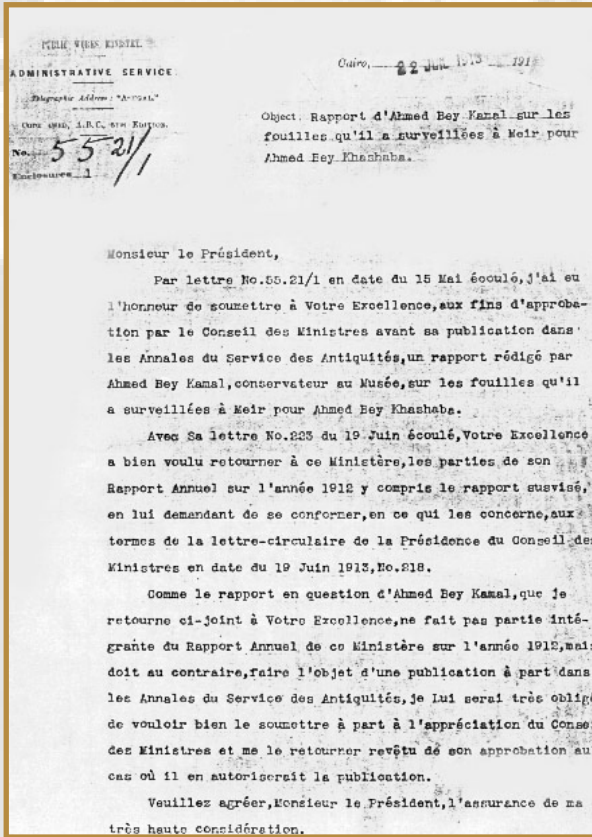 PUBLIC WORKS MINISTRY.
ADMINISTRATIVE SERVICE.
Telegraphic Address:
Code used, A.B.C, 5TH Edition.
No. 55 21/1
Enclosures 1
Cairo, 22 1913 191
Object. Rapport d'Ahmed Bey Kamal sur les
fouilles qu'il a surveillées à Meir pour
Ahmed Bey Khashaba.
Monsieur le Président,
Par lettre No.55.21/1 en date du 15 Mai écoulé,j'ai eu
l'honneur de soumettre à Votre Excellence,aux fins d'approba-
tion par le Conseil des Ministres avant sa publication dans
les Annales du Service des Antiquités,un rapport rédigé par
Ahmed Bey Kamal,conservateur au Musée,sur les fouilles qu'il
a surveillées à Meir pour Ahmed Bey Khashaba.
Avec Sa lettre No.223 du 19 Juin écoulé,Votre Excellence
a bien voulu retourner à ce Ministère,les parties de son
Rapport Annuel sur l'année 1912 y compris le rapport susvisé,
en lui demandant de se conformer,en ce qui les concerne,aux
termes de la lettre-circulaire de la Présidence du Conseil des
Ministres en date du 19 Juin 1913,No.218.
Comme le rapport en question d'Ahmed Bey Kamal,que je
retourne ci-joint à Votre Excellence,ne fait pas partie inté-
grante du Rapport Annuel de ce Ministère sur l'année 1912,mais
doit au contraire,faire l'objet d'une publication à part dans
les Annales du Service des Antiquités,je Lui serai très oblig
de vouloir bien le soumettre à part à l'appréciation du Conse
des Ministres et me le retourner revêtu de son approbation au
cas où il en autoriserait la publication.
Veuillez agréer,Monsieur le Président,l'assurance de ma
très haute considération.